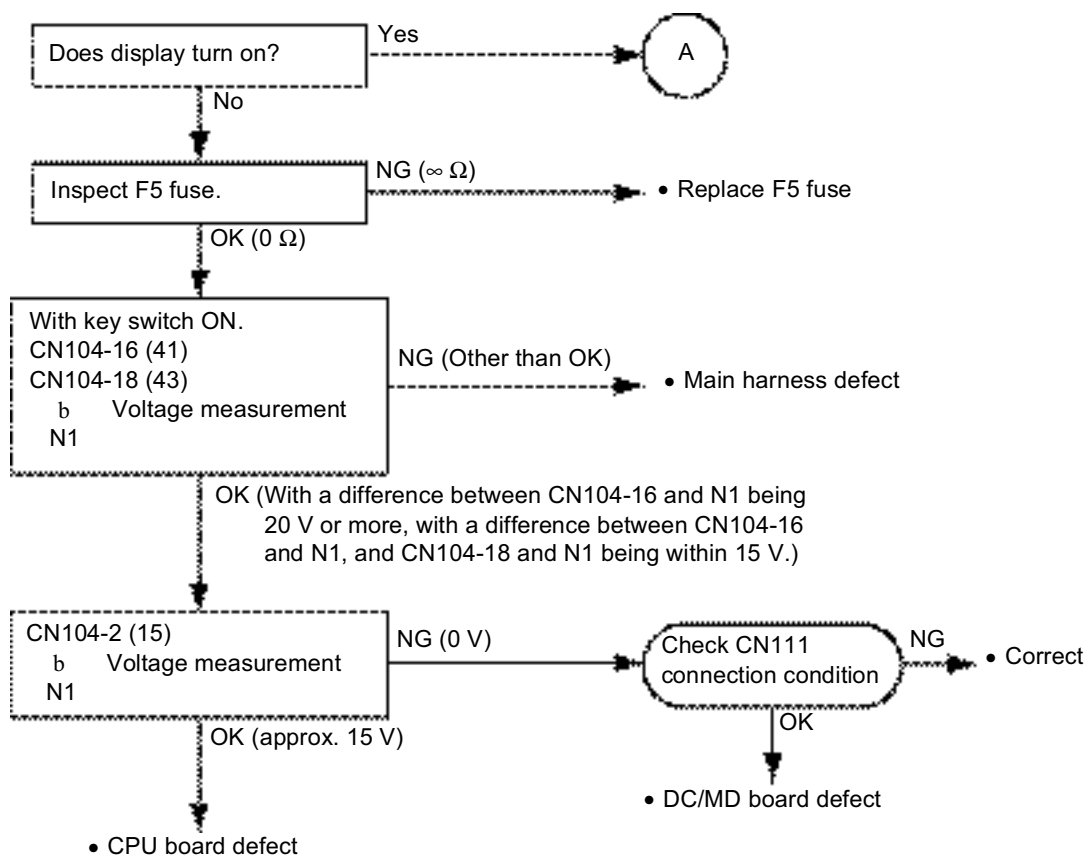 Does display turn on?
Yes
A
No
Inspect F5 fuse.
NG (∞ Ω)
• Replace F5 fuse
OK (0 Ω)
With key switch ON.
CN104-16 (41)
CN104-18 (43)
b Voltage measurement
N1
NG (Other than OK)
• Main harness defect
OK (With a difference between CN104-16 and N1 being
20 V or more, with a difference between CN104-16
and N1, and CN104-18 and N1 being within 15 V.)
CN104-2 (15)
b Voltage measurement
N1
NG (0 V)
Check CN111
connection condition
NG
• Correct
OK
• DC/MD board defect
OK (approx. 15 V)
• CPU board defect